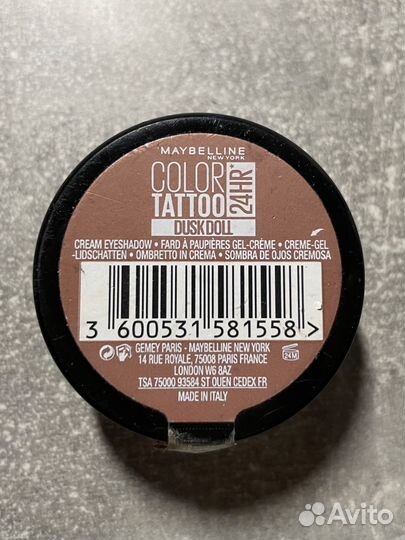 MAYBELLINE
NEW YORK
COLOR
TATTOO
24HR*
DUSK DOLL
CREAM EYESHADOW • FARD À PAUPIÈRES GEL-CRÈME • CREME-GEL
-LIDSCHATTEN • OMBRETTO IN CREMA • SOMBRA DE OJOS CREMOSA
3 600531 581558 >
GEMEY PARIS - MAYBELLINE NEW YORK
14 RUE ROYALE, 75008 PARIS FRANCE
LONDON W6 8AZ
TSA 75000 93584 ST OUEN CEDEX FR
24M
MADE IN ITALY
Avito